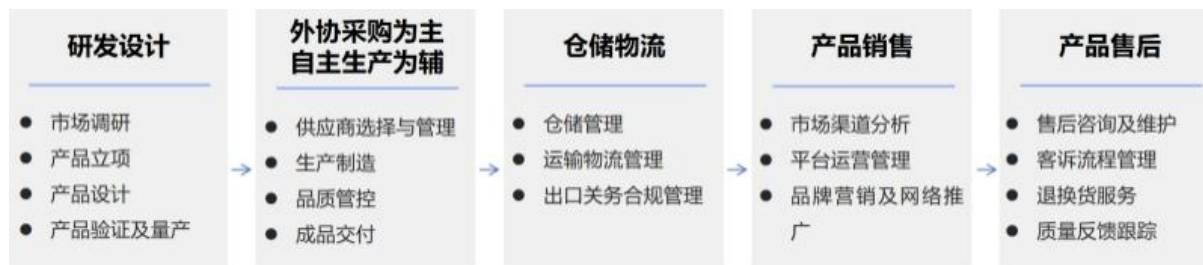 研发设计
● 市场调研
● 产品立项
● 产品设计
● 产品验证及量产
外协采购为主
自主生产为辅
● 供应商选择与管理
● 生产制造
● 品质管控
● 成品交付
仓储物流
● 仓储管理
● 运输物流管理
● 出口关务合规管理
产品销售
● 市场渠道分析
● 平台运营管理
● 品牌营销及网络推
广
产品售后
● 售后咨询及维护
● 客诉流程管理
● 退换货服务
● 质量反馈跟踪